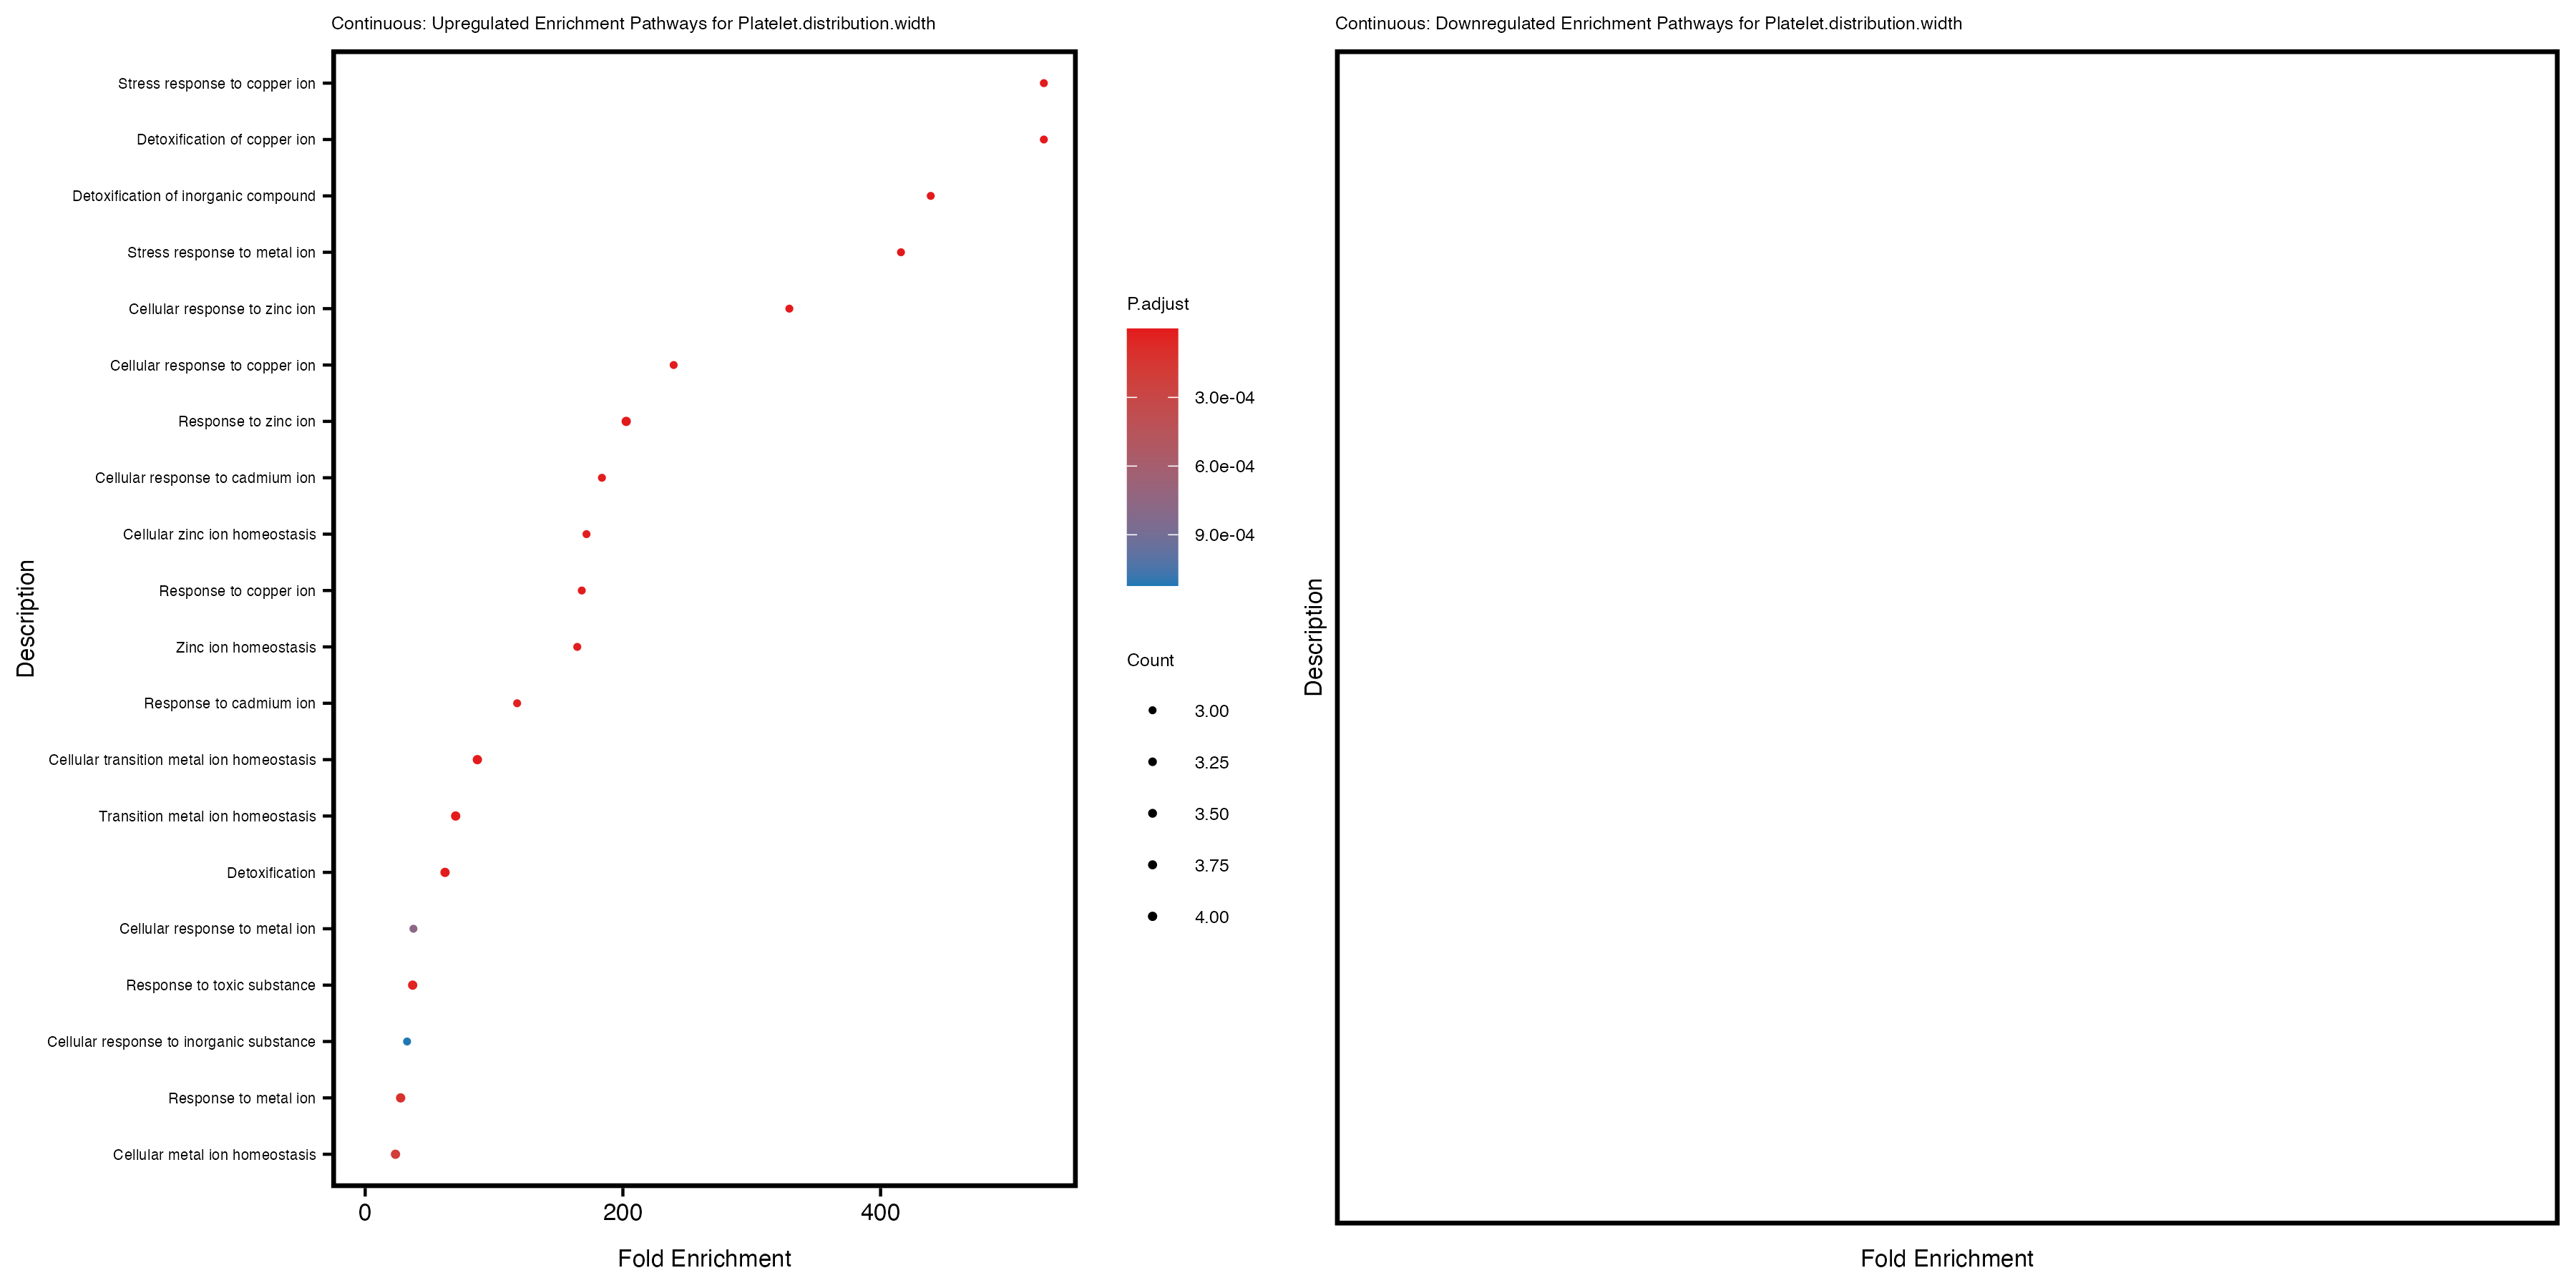 Continuous: Upregulated Enrichment Pathways for Platelet.distribution.width
Description
Stress response to copper ion
Detoxification of copper ion
Detoxification of inorganic compound
Stress response to metal ion
Cellular response to zinc ion
Cellular response to copper ion
Response to zinc ion
Cellular response to cadmium ion
Cellular zinc ion homeostasis
Response to copper ion
Zinc ion homeostasis
Response to cadmium ion
Cellular transition metal ion homeostasis
Transition metal ion homeostasis
Detoxification
Cellular response to metal ion
Response to toxic substance
Cellular response to inorganic substance
Response to metal ion
Cellular metal ion homeostasis
0 200 400
Fold Enrichment
P.adjust
3.0e-04
6.0e-04
9.0e-04
Count
3.00
3.25
3.50
3.75
4.00
Continuous: Downregulated Enrichment Pathways for Platelet.distribution.width
Description
Fold Enrichment